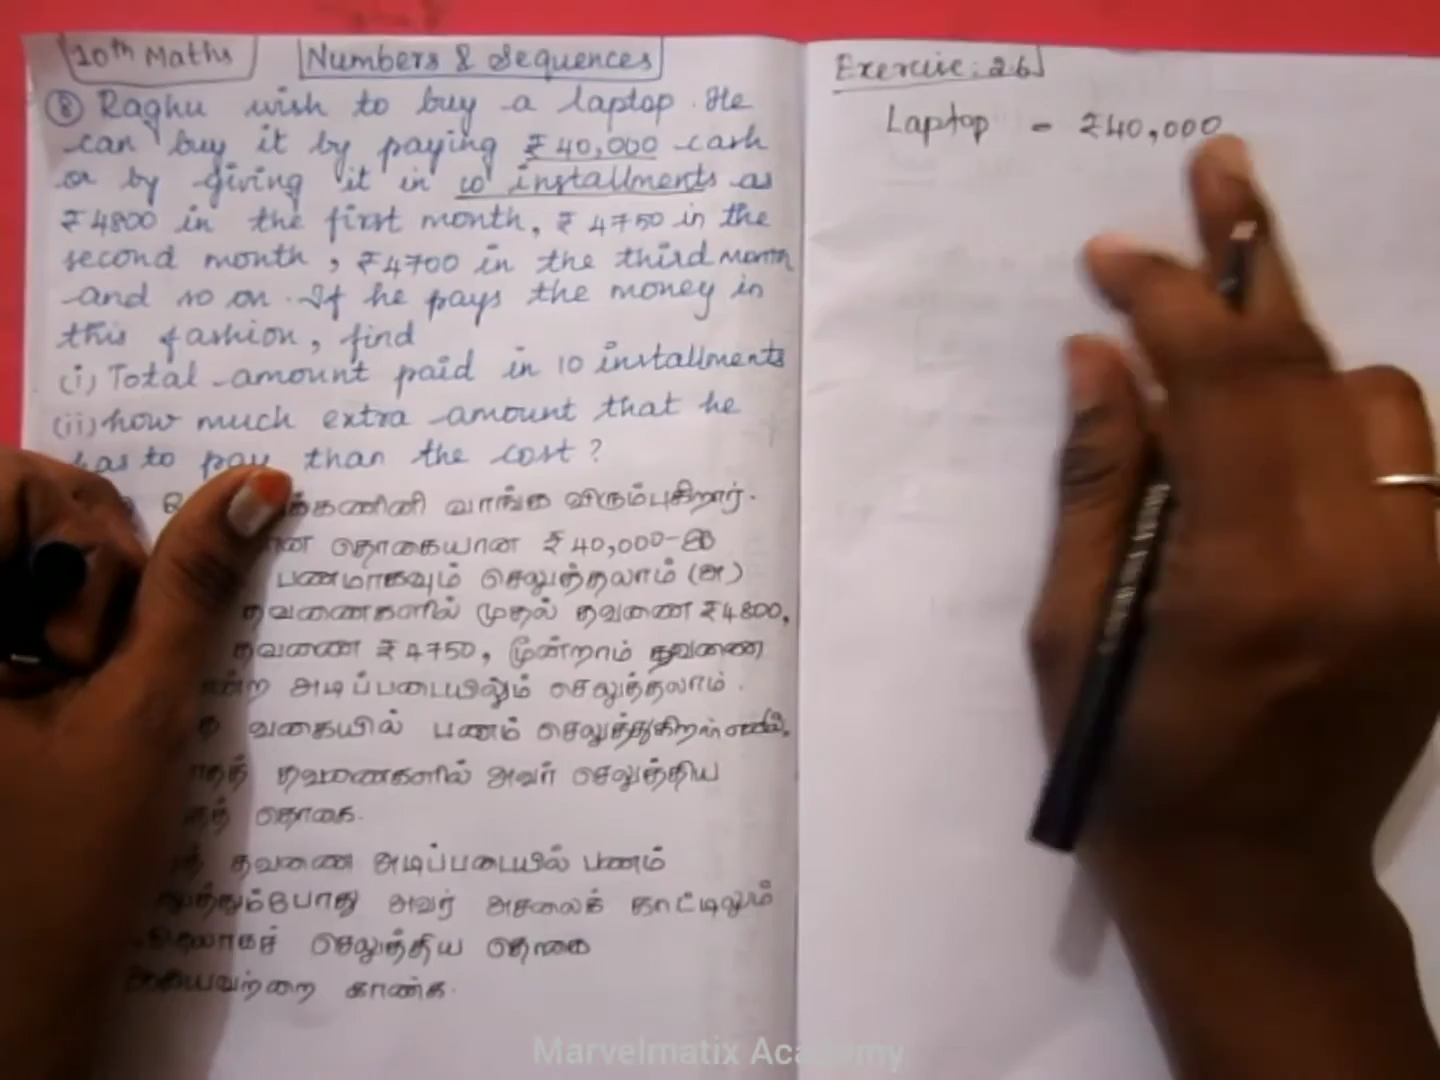 10th Maths
Numbers & Sequences
⑧ Raghu wish to buy a laptop. He
can buy it by paying ₹40,000 cash
or by giving it in 10 installments as
₹4800 in the first month, ₹4750 in the
second month, ₹4700 in the third month
and so on. If he pays the money in
this fashion, find
(i) Total amount paid in 10 installments
(ii) how much extra amount that he
has to pay than the cost?
வாங்க விரும்புகிறார்.
தொகையான ₹40,000-ஐ
பணமாகவும் செலுத்தலாம் (அ)
தவணைகளில் முதல் தவணை ₹4800,
தவணை ₹4750, மூன்றாம் தவணை
அடிப்படையிலும் செலுத்தலாம்.
வகையில் பணம் செலுத்துகிறார்
தவணைகளில் அவர் செலுத்திய
தொகை.
தவணை அடிப்படையில் பணம்
அவர் அசலைக் காட்டிலும்
செலுத்திய தொகை
காண்க.
Exercise: 2.6
Laptop - ₹40,000
Marvelmatix Academy